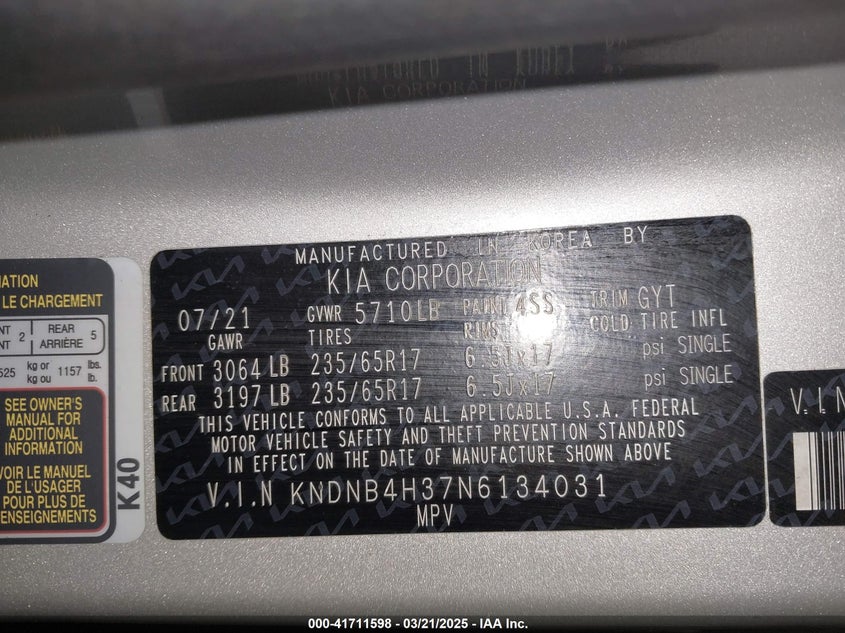 MANUFACTURED IN KOREA BY
KIA CORPORATION
07/21 GVWR 5710LB PAINT 4SS TRIM GYT
GAWR TIRES RIMS COLD TIRE INFL
FRONT 3064 LB 235/65R17 6.5Jx17 psi SINGLE
REAR 3197 LB 235/65R17 6.5Jx17 psi SINGLE
THIS VEHICLE CONFORMS TO ALL APPLICABLE U.S.A. FEDERAL
MOTOR VEHICLE SAFETY AND THEFT PREVENTION STANDARDS
IN EFFECT ON THE DATE OF MANUFACTURE SHOWN ABOVE
V.I.N KNDNB4H37N6134031
MPV
MATION
LE CHARGEMENT
NT 2 REAR 5
NT ARRIÈRE
525 kg or 1157 lbs.
kg ou lb.
SEE OWNER'S
MANUAL FOR
ADDITIONAL
INFORMATION
VOIR LE MANUEL
DE L'USAGER
POUR PLUS DE
RENSEIGNEMENTS
K40
V.I.N
KIA CORPORATION
000-41711598 - 03/21/2025 - IAA Inc.